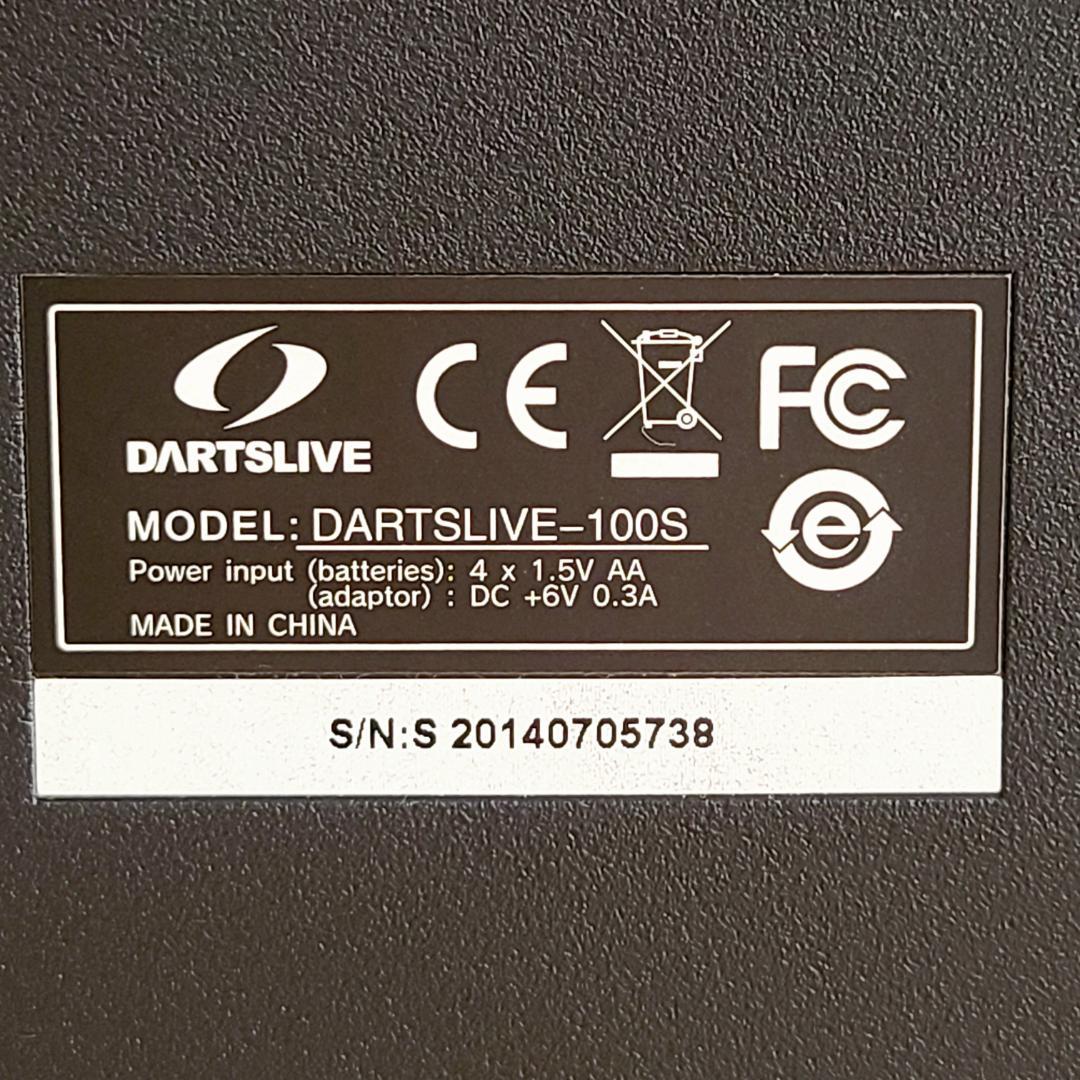 DARTSLIVE
CE
FC
e
MODEL: DARTSLIVE-100S
Power input (batteries): 4 x 1.5V AA
(adaptor) : DC +6V 0.3A
MADE IN CHINA
S/N:S 20140705738